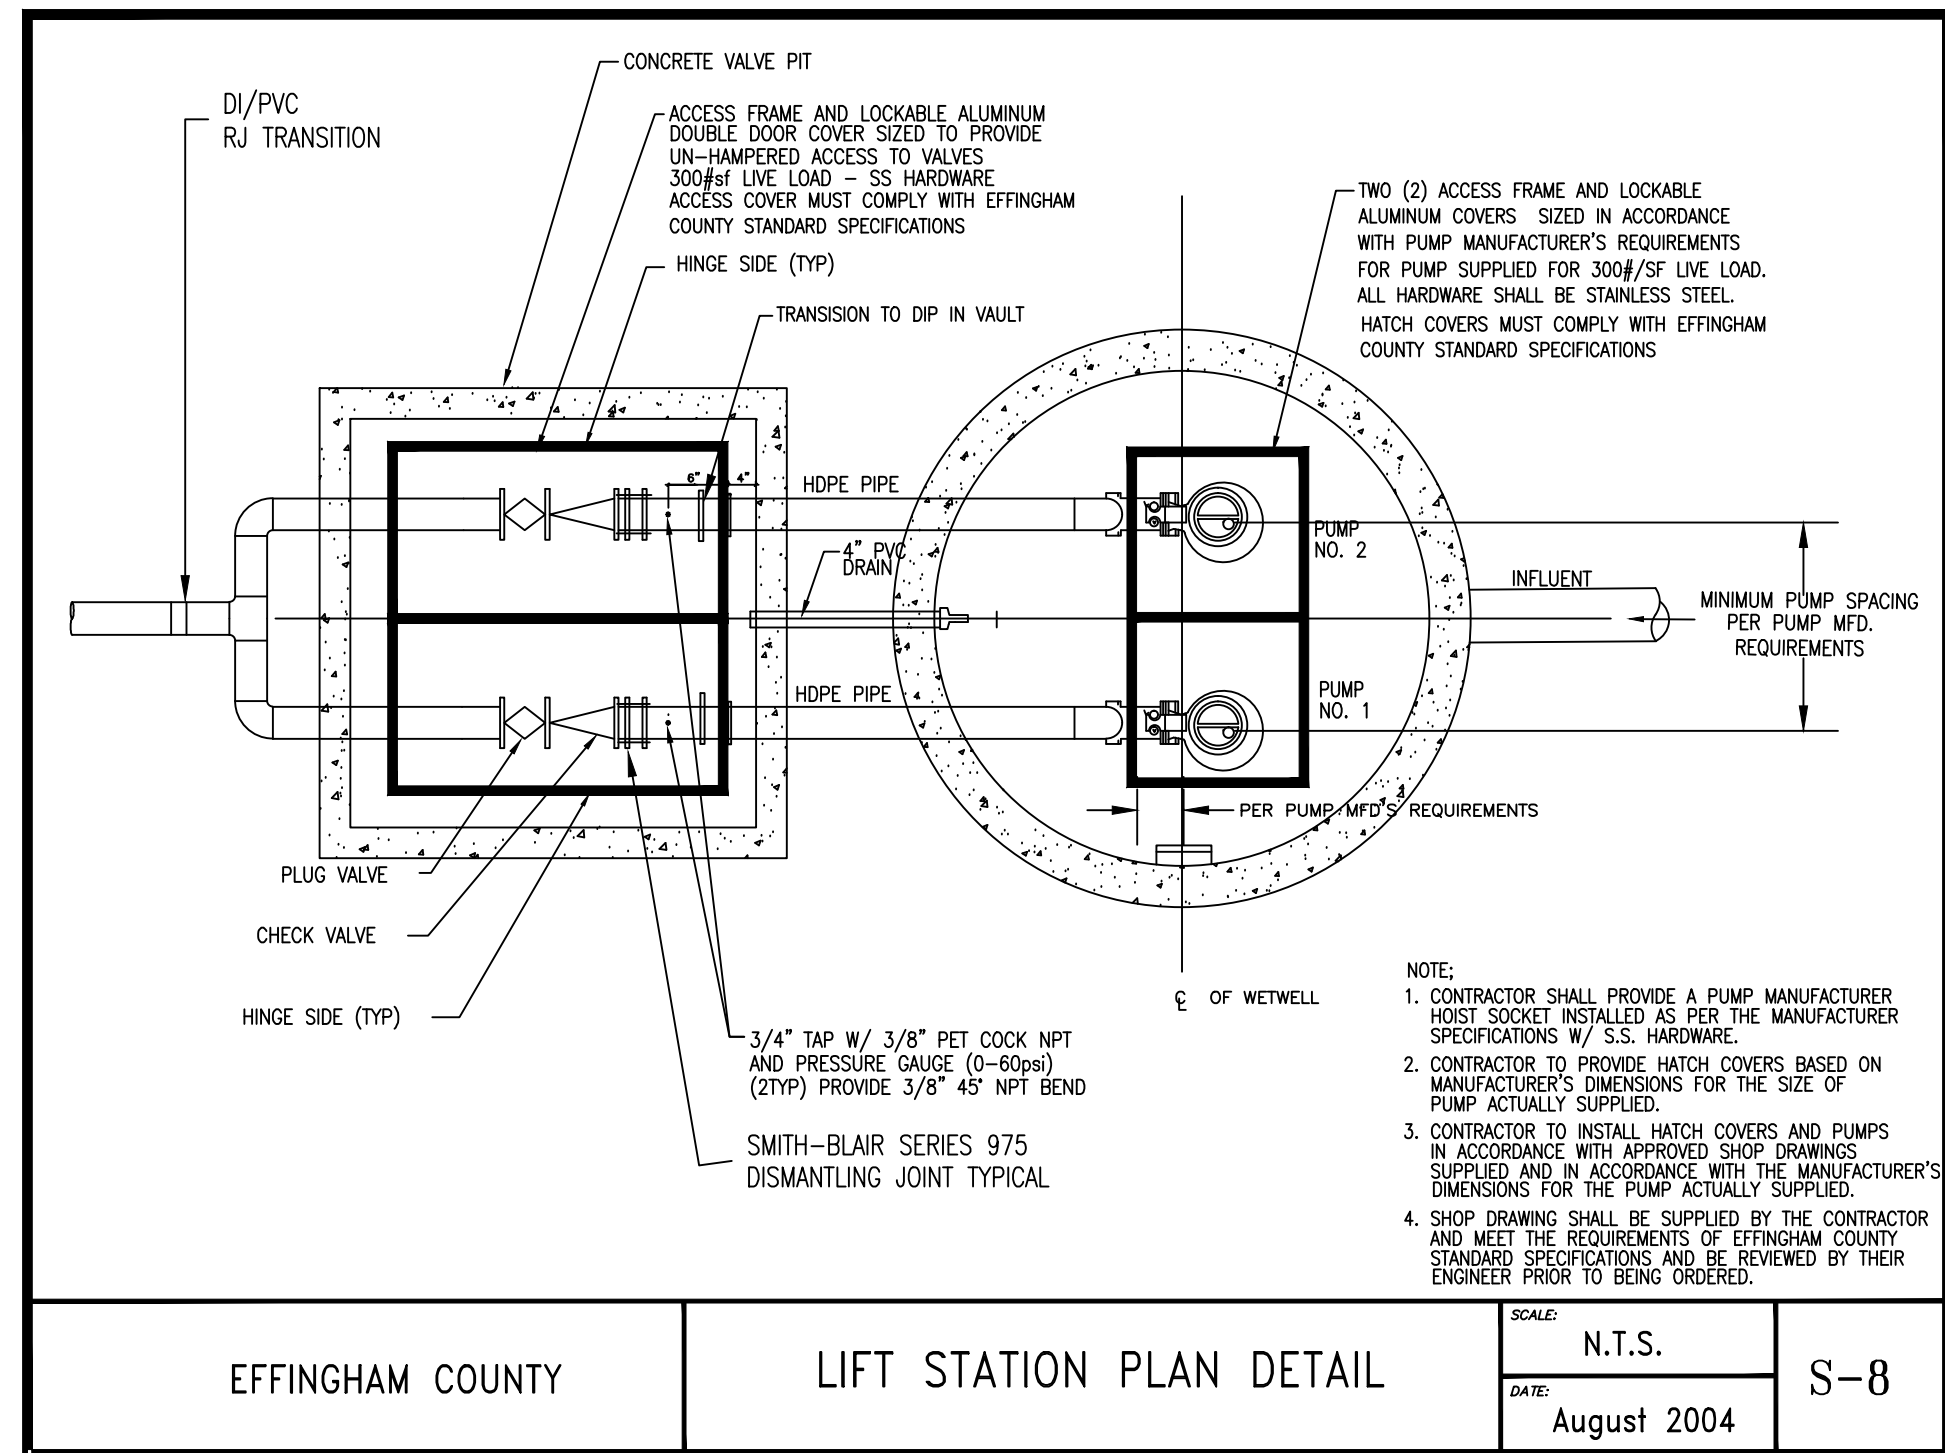 CONCRETE VALVE PIT
DI/PVC
RJ TRANSITION
ACCESS FRAME AND LOCKABLE ALUMINUM
DOUBLE DOOR COVER SIZED TO PROVIDE
UN-HAMPERED ACCESS TO VALVES
300#sf LIVE LOAD - SS HARDWARE
ACCESS COVER MUST COMPLY WITH EFFINGHAM
COUNTY STANDARD SPECIFICATIONS
HINGE SIDE (TYP)
TRANSISION TO DIP IN VAULT
TWO (2) ACCESS FRAME AND LOCKABLE
ALUMINUM COVERS SIZED IN ACCORDANCE
WITH PUMP MANUFACTURER'S REQUIREMENTS
FOR PUMP SUPPLIED FOR 300#/SF LIVE LOAD.
ALL HARDWARE SHALL BE STAINLESS STEEL.
HATCH COVERS MUST COMPLY WITH EFFINGHAM
COUNTY STANDARD SPECIFICATIONS
6" 4"
HDPE PIPE
4" PVC
DRAIN
PUMP
NO. 2
INFLUENT
MINIMUM PUMP SPACING
PER PUMP MFD.
REQUIREMENTS
HDPE PIPE
PUMP
NO. 1
PER PUMP MFD'S REQUIREMENTS
PLUG VALVE
CHECK VALVE
HINGE SIDE (TYP)
℄ OF WETWELL
3/4" TAP W/ 3/8" PET COCK NPT
AND PRESSURE GAUGE (0-60psi)
(2TYP) PROVIDE 3/8" 45° NPT BEND
SMITH-BLAIR SERIES 975
DISMANTLING JOINT TYPICAL
NOTE;
1. CONTRACTOR SHALL PROVIDE A PUMP MANUFACTURER
HOIST SOCKET INSTALLED AS PER THE MANUFACTURER
SPECIFICATIONS W/ S.S. HARDWARE.
2. CONTRACTOR TO PROVIDE HATCH COVERS BASED ON
MANUFACTURER'S DIMENSIONS FOR THE SIZE OF
PUMP ACTUALLY SUPPLIED.
3. CONTRACTOR TO INSTALL HATCH COVERS AND PUMPS
IN ACCORDANCE WITH APPROVED SHOP DRAWINGS
SUPPLIED AND IN ACCORDANCE WITH THE MANUFACTURER'S
DIMENSIONS FOR THE PUMP ACTUALLY SUPPLIED.
4. SHOP DRAWING SHALL BE SUPPLIED BY THE CONTRACTOR
AND MEET THE REQUIREMENTS OF EFFINGHAM COUNTY
STANDARD SPECIFICATIONS AND BE REVIEWED BY THEIR
ENGINEER PRIOR TO BEING ORDERED.
EFFINGHAM COUNTY
LIFT STATION PLAN DETAIL
SCALE:
N.T.S.
DATE:
August 2004
S-8